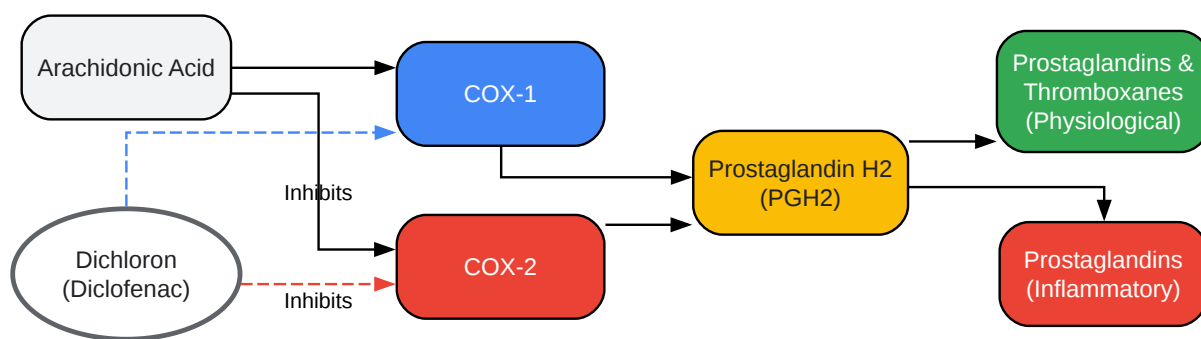 Arachidonic Acid
COX-1
Prostaglandins &
Thromboxanes
(Physiological)
Prostaglandin H2
(PGH2)
Inhibits
Dichloron
(Diclofenac)
COX-2
Inhibits
Prostaglandins
(Inflammatory)